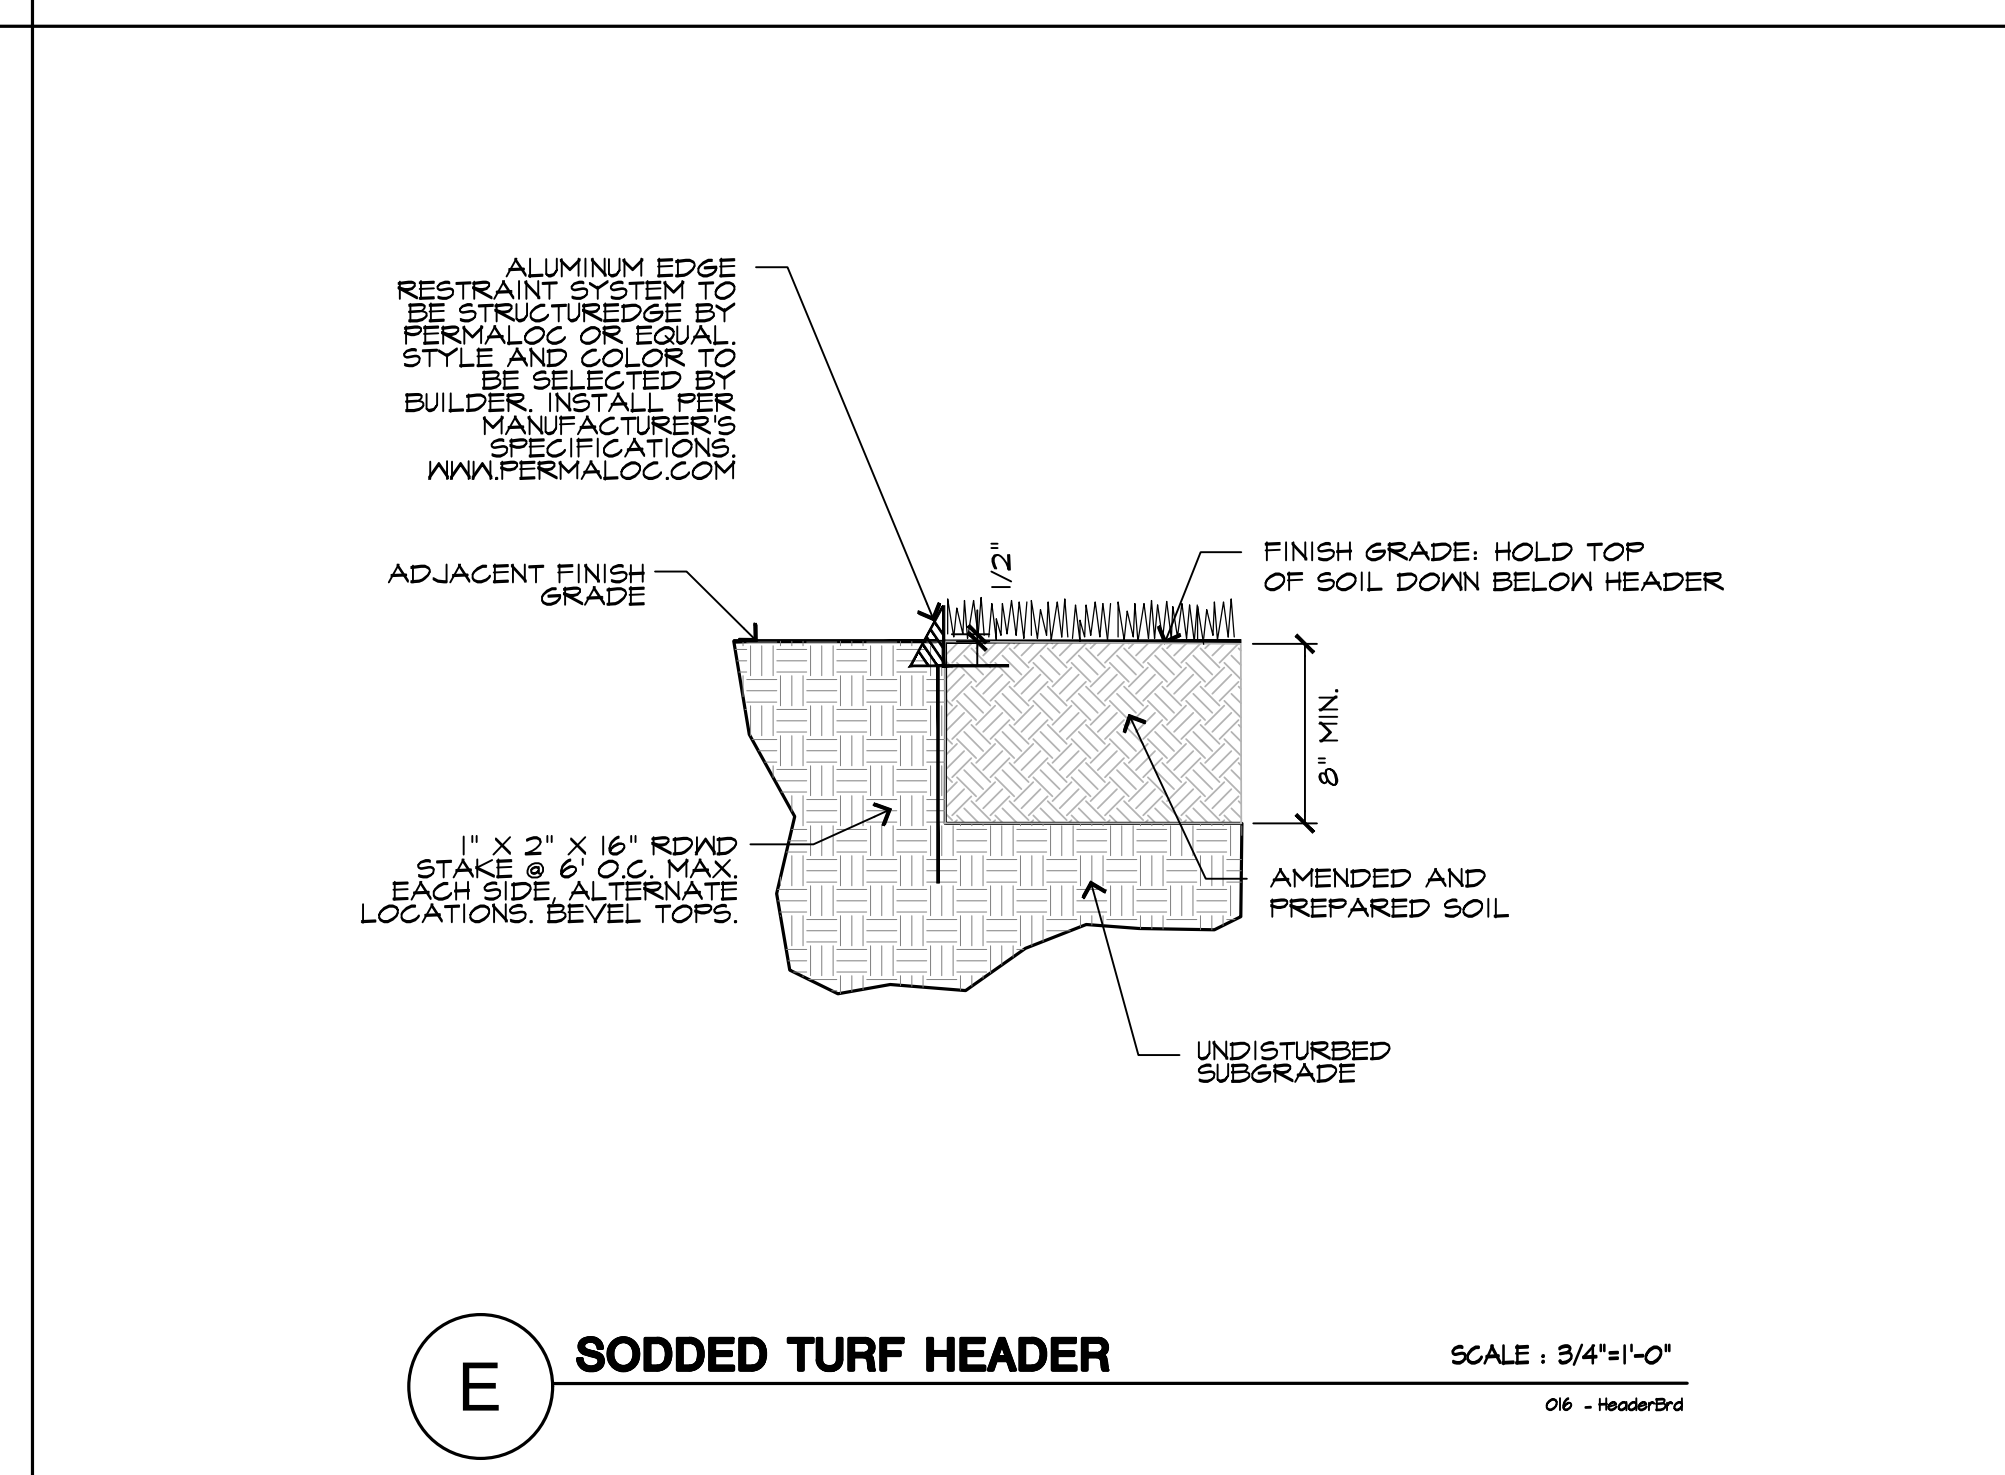 ALUMINUM EDGE
RESTRAINT SYSTEM TO
BE STRUCTUREDGE BY
PERMALOC OR EQUAL.
STYLE AND COLOR TO
BE SELECTED BY
BUILDER. INSTALL PER
MANUFACTURER'S
SPECIFICATIONS.
WWW.PERMALOC.COM
1/2"
FINISH GRADE: HOLD TOP
OF SOIL DOWN BELOW HEADER
ADJACENT FINISH
GRADE
8" MIN.
1" X 2" X 16" RDWD
STAKE @ 6' O.C. MAX.
EACH SIDE, ALTERNATE
LOCATIONS. BEVEL TOPS.
AMENDED AND
PREPARED SOIL
UNDISTURBED
SUBGRADE
E
SODDED TURF HEADER
SCALE : 3/4"=1'-0"
016 - HeaderBrd